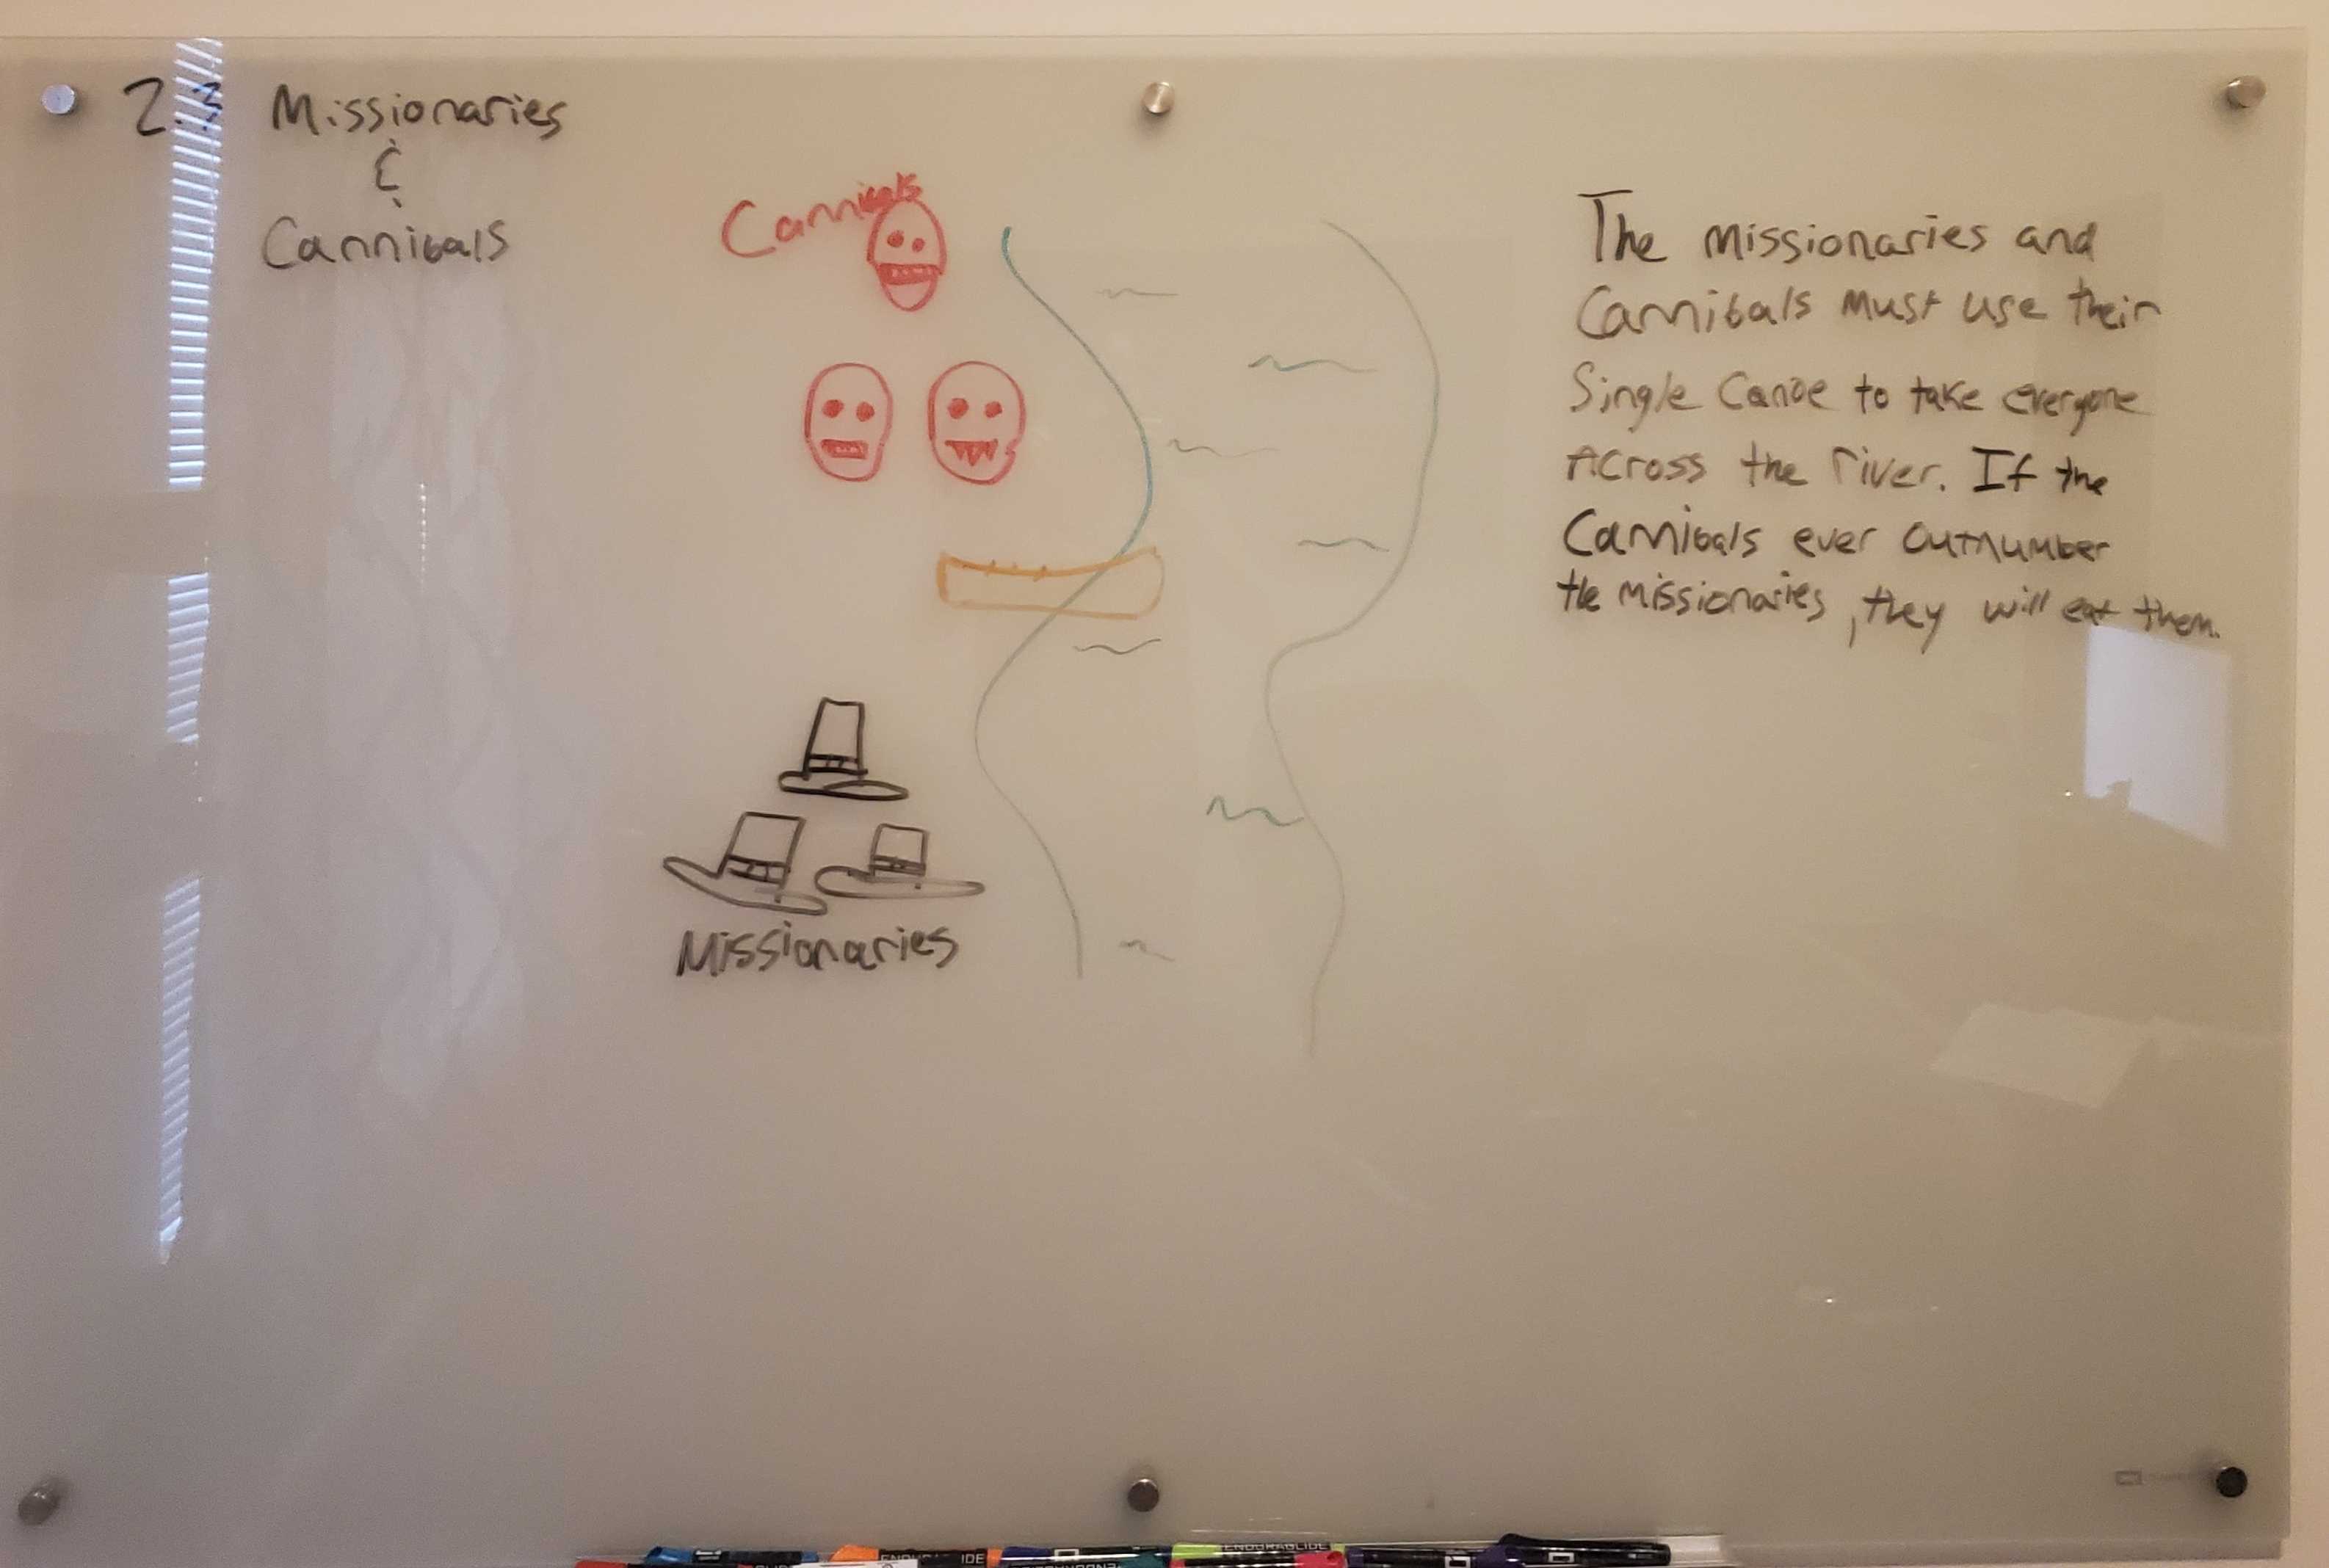 2.3 Missionaries
&
Cannibals
Cannibals
Missionaries
The Missionaries and
Cannibals Must use their
Single Canoe to take everyone
Across the river. If the
Cannibals ever outnumber
the Missionaries, they will eat them.
ENDURAGLIDE